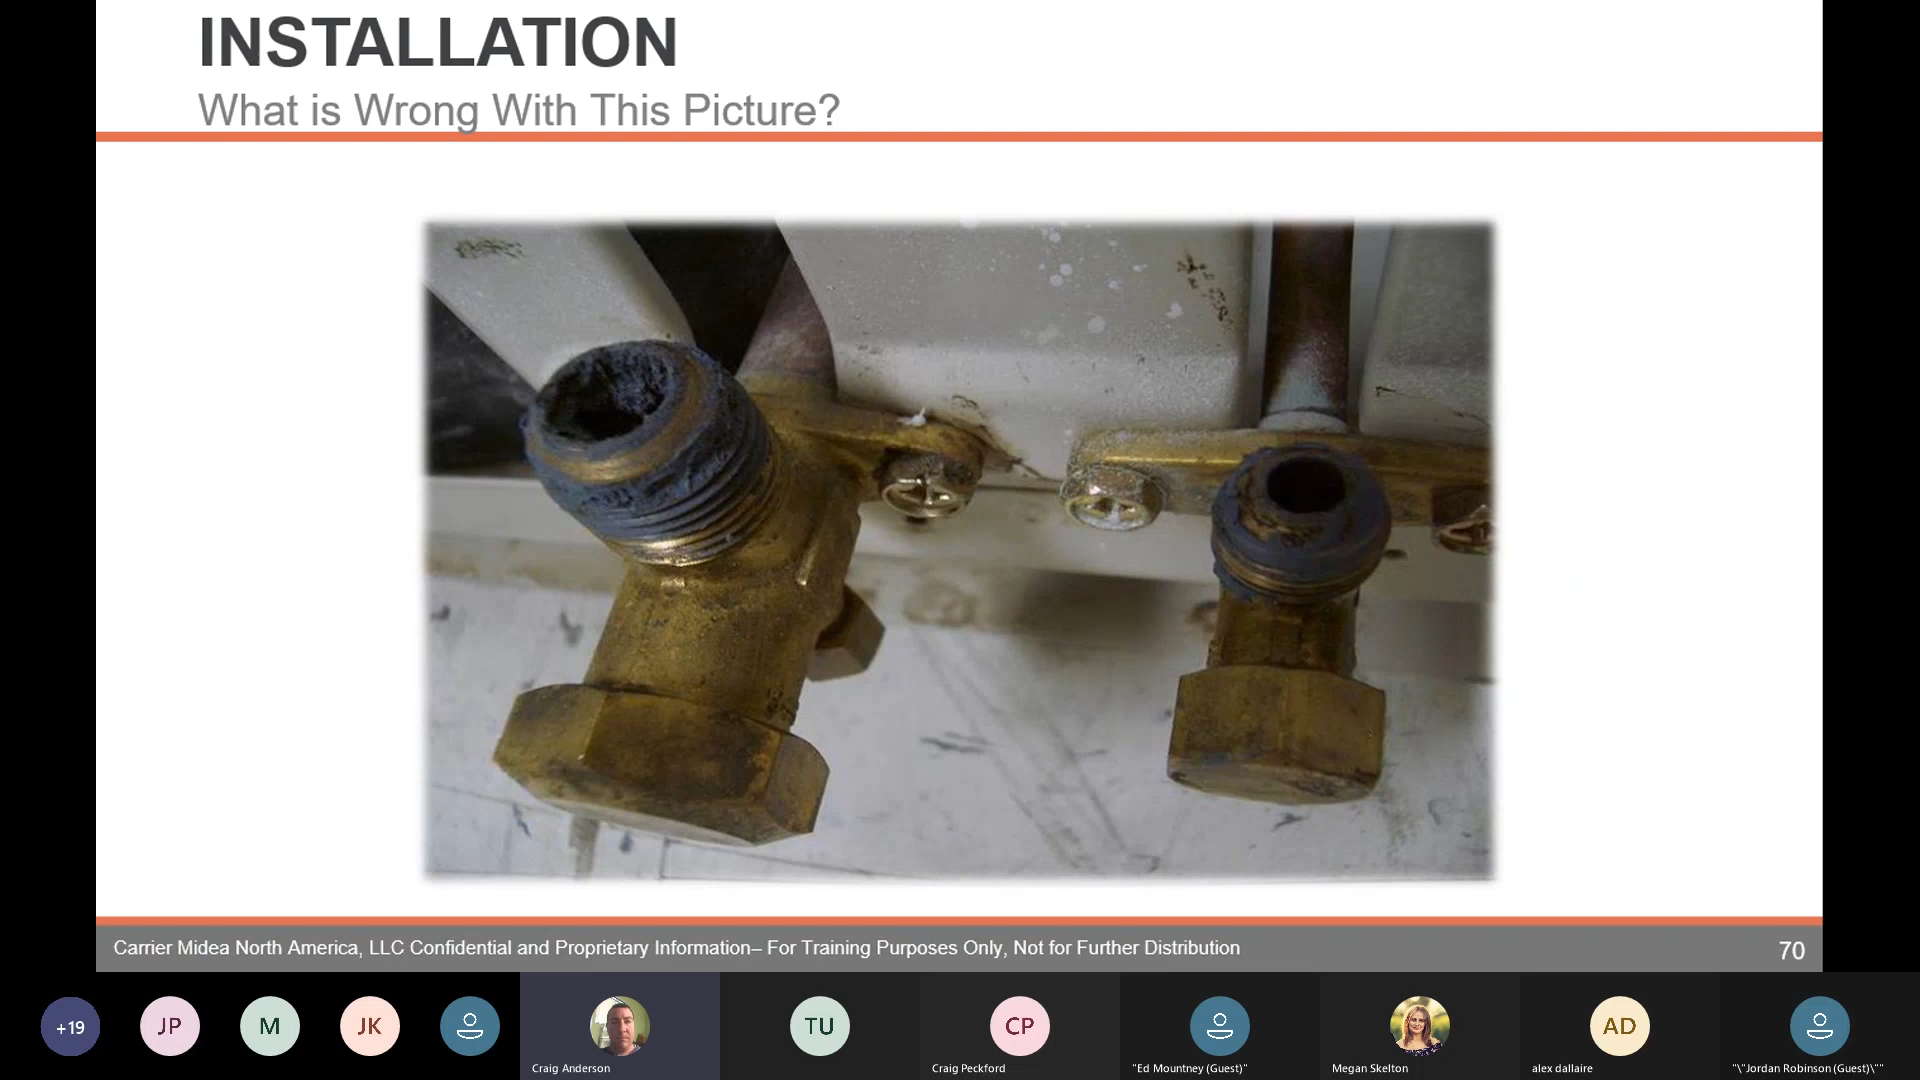 INSTALLATION
What is Wrong With This Picture?
Carrier Midea North America, LLC Confidential and Proprietary Information– For Training Purposes Only, Not for Further Distribution
70
+19
JP
M
JK
TU
CP
AD
Craig Anderson
Craig Peckford
"Ed Mountney (Guest)"
Megan Skelton
alex dallaire
"\"Jordan Robinson (Guest)\""